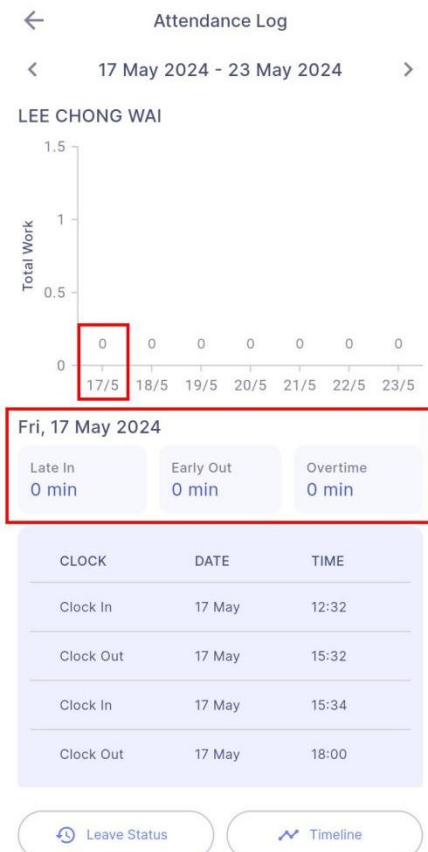 Attendance Log
17 May 2024 - 23 May 2024
LEE CHONG WAI
Total Work
1.5
1
0.5
0
0 0 0 0 0 0 0
17/5 18/5 19/5 20/5 21/5 22/5 23/5
Fri, 17 May 2024
Late In Early Out Overtime
0 min 0 min 0 min
CLOCK DATE TIME
Clock In 17 May 12:32
Clock Out 17 May 15:32
Clock In 17 May 15:34
Clock Out 17 May 18:00
Leave Status Timeline